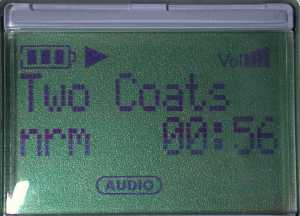 Vol
Two Coats
nrm 00:56
AUDIO